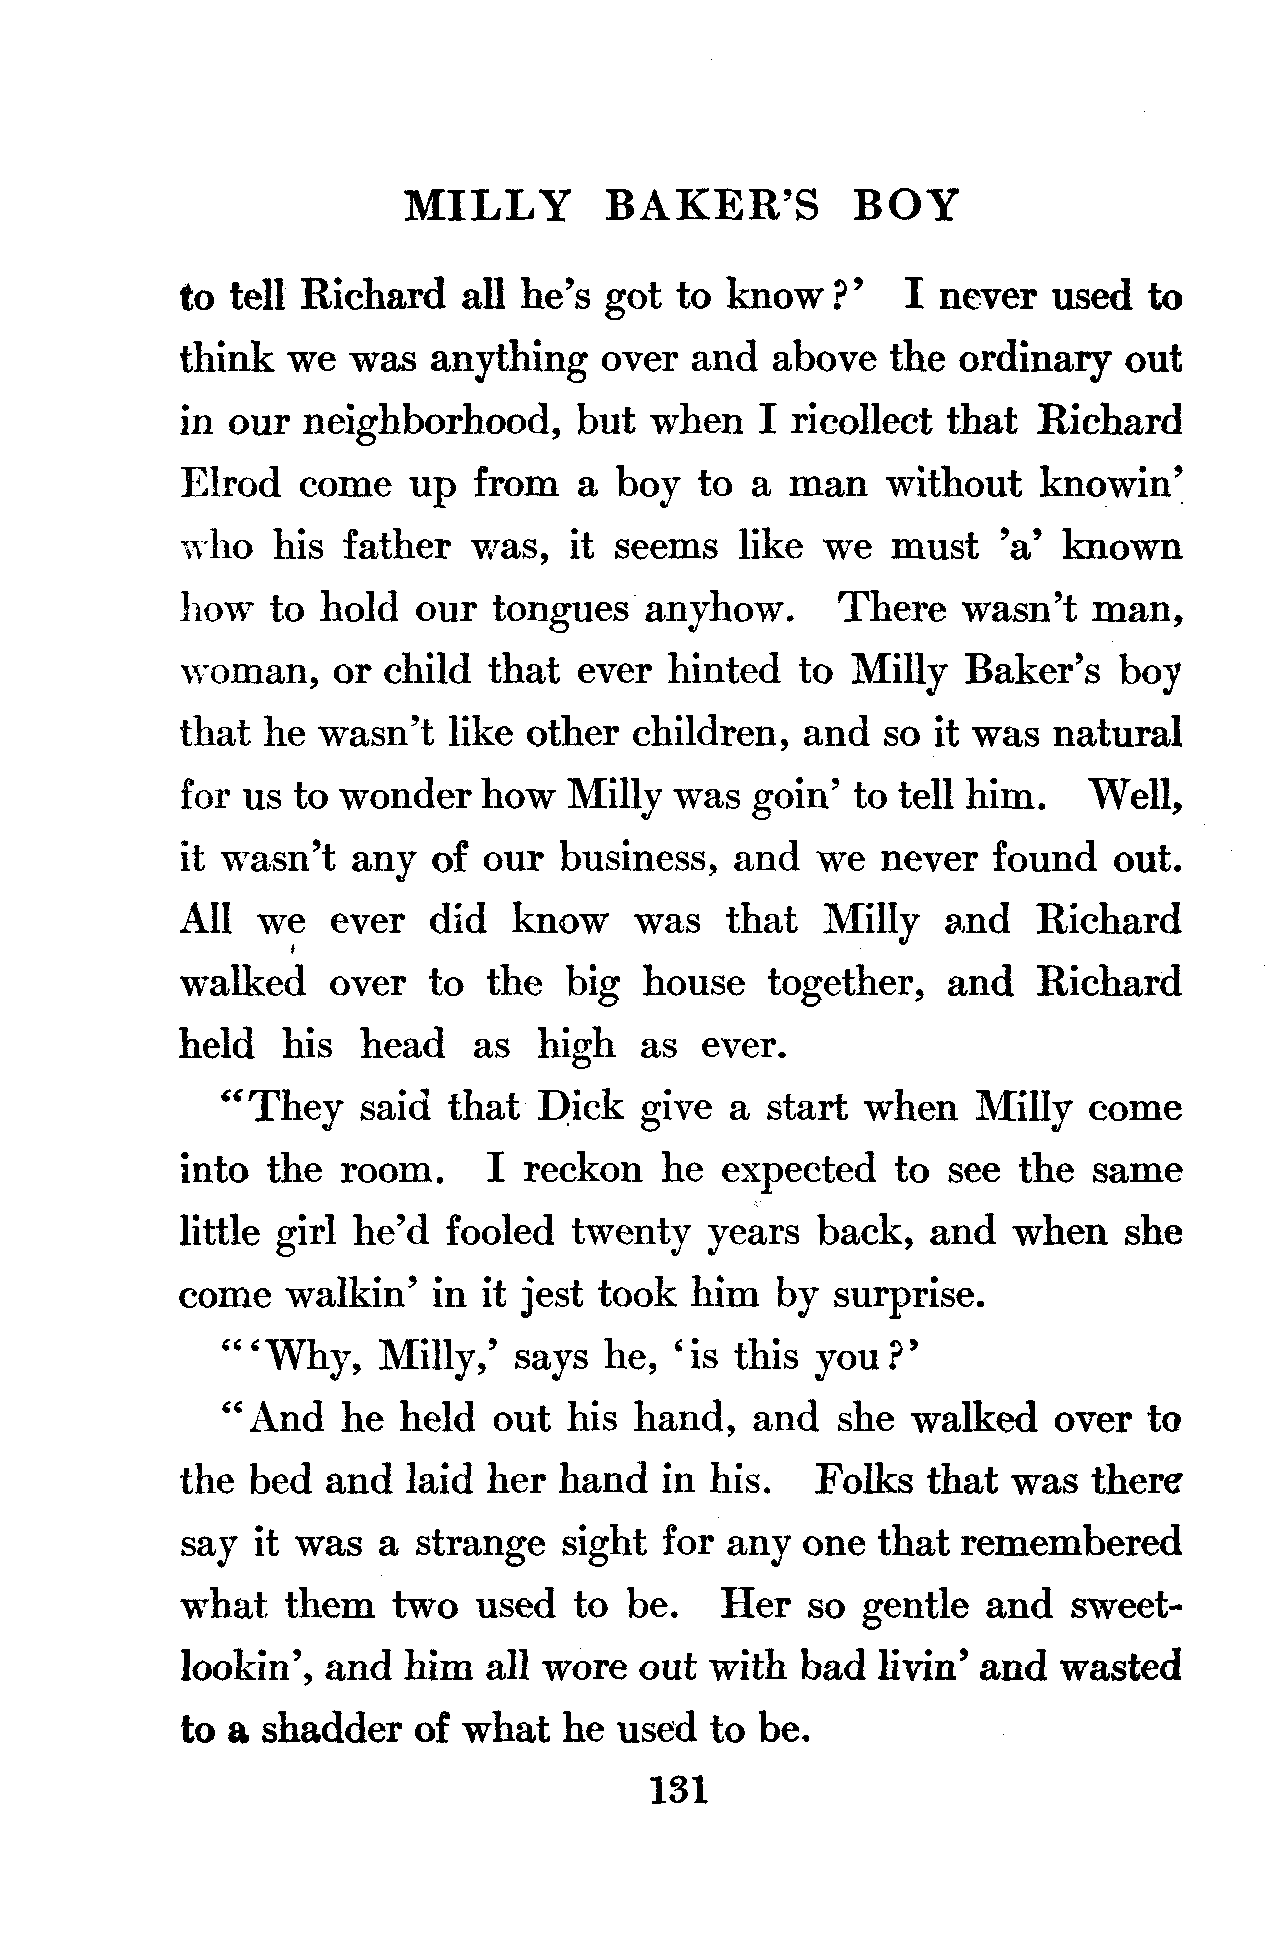 MILLY BAKER'S BOY
to tell Richard all he's got to know?' I never used to
think we was anything over and above the ordinary out
in our neighborhood, but when I ricollect that Richard
Elrod come up from a boy to a man without knowin'
who his father was, it seems like we must 'a' known
how to hold our tongues anyhow. There wasn't man,
woman, or child that ever hinted to Milly Baker's boy
that he wasn't like other children, and so it was natural
for us to wonder how Milly was goin' to tell him. Well,
it wasn't any of our business, and we never found out.
All we ever did know was that Milly and Richard
walked over to the big house together, and Richard
held his head as high as ever.
"They said that Dick give a start when Milly come
into the room. I reckon he expected to see the same
little girl he'd fooled twenty years back, and when she
come walkin' in it jest took him by surprise.
"'Why, Milly,' says he, 'is this you?'
"And he held out his hand, and she walked over to
the bed and laid her hand in his. Folks that was there
say it was a strange sight for any one that remembered
what them two used to be. Her so gentle and sweet-
lookin', and him all wore out with bad livin' and wasted
to a shadder of what he used to be.
131